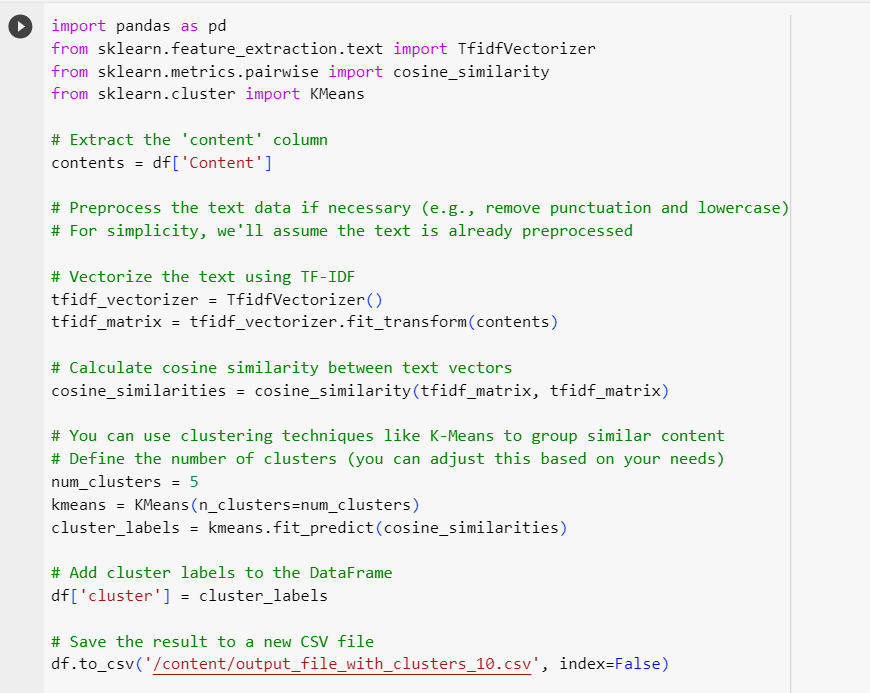 import pandas as pd
from sklearn.feature_extraction.text import TfidfVectorizer
from sklearn.metrics.pairwise import cosine_similarity
from sklearn.cluster import KMeans
# Extract the 'content' column
contents = df['Content']
# Preprocess the text data if necessary (e.g., remove punctuation and lowercase)
# For simplicity, we'll assume the text is already preprocessed
# Vectorize the text using TF-IDF
tfidf_vectorizer = TfidfVectorizer()
tfidf_matrix = tfidf_vectorizer.fit_transform(contents)
# Calculate cosine similarity between text vectors
cosine_similarities = cosine_similarity(tfidf_matrix, tfidf_matrix)
# You can use clustering techniques like K-Means to group similar content
# Define the number of clusters (you can adjust this based on your needs)
num_clusters = 5
kmeans = KMeans(n_clusters=num_clusters)
cluster_labels = kmeans.fit_predict(cosine_similarities)
# Add cluster labels to the DataFrame
df['cluster'] = cluster_labels
# Save the result to a new CSV file
df.to_csv('/content/output_file_with_clusters_10.csv', index=False)